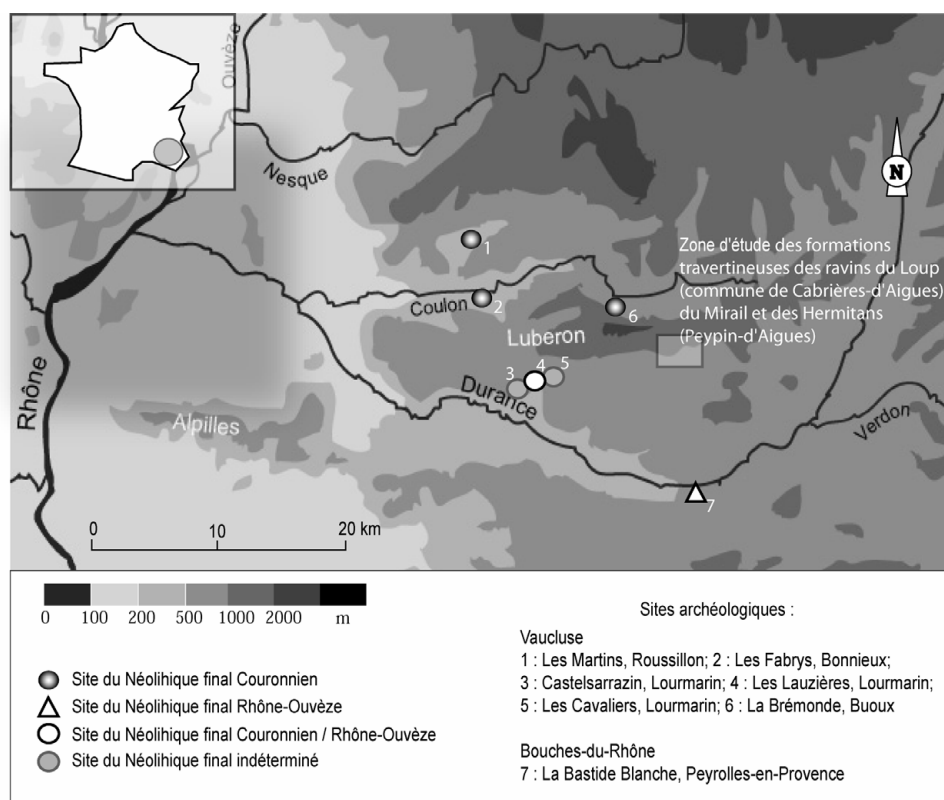 Ouvèze
Nesque
N
1
Zone d'étude des formations
travertineuses des ravins du Loup
(commune de Cabrières-d'Aigues)
du Mirail et des Hermitans
(Peypin-d'Aigues)
Coulon
2
6
Luberon
3
4
5
Durance
Rhône
Alpilles
Verdon
7
0
10
20 km
0
100
200
500
1000
2000
m
Site du Néolihique final Couronnien
Site du Néolihique final Rhône-Ouvèze
Site du Néolihique final Couronnien / Rhône-Ouvèze
Site du Néolihique final indéterminé
Sites archéologiques :
Vaucluse
1 : Les Martins, Roussillon; 2 : Les Fabrys, Bonnieux;
3 : Castelsarrazin, Lourmarin; 4 : Les Lauzières, Lourmarin;
5 : Les Cavaliers, Lourmarin; 6 : La Brémonde, Buoux
Bouches-du-Rhône
7 : La Bastide Blanche, Peyrolles-en-Provence